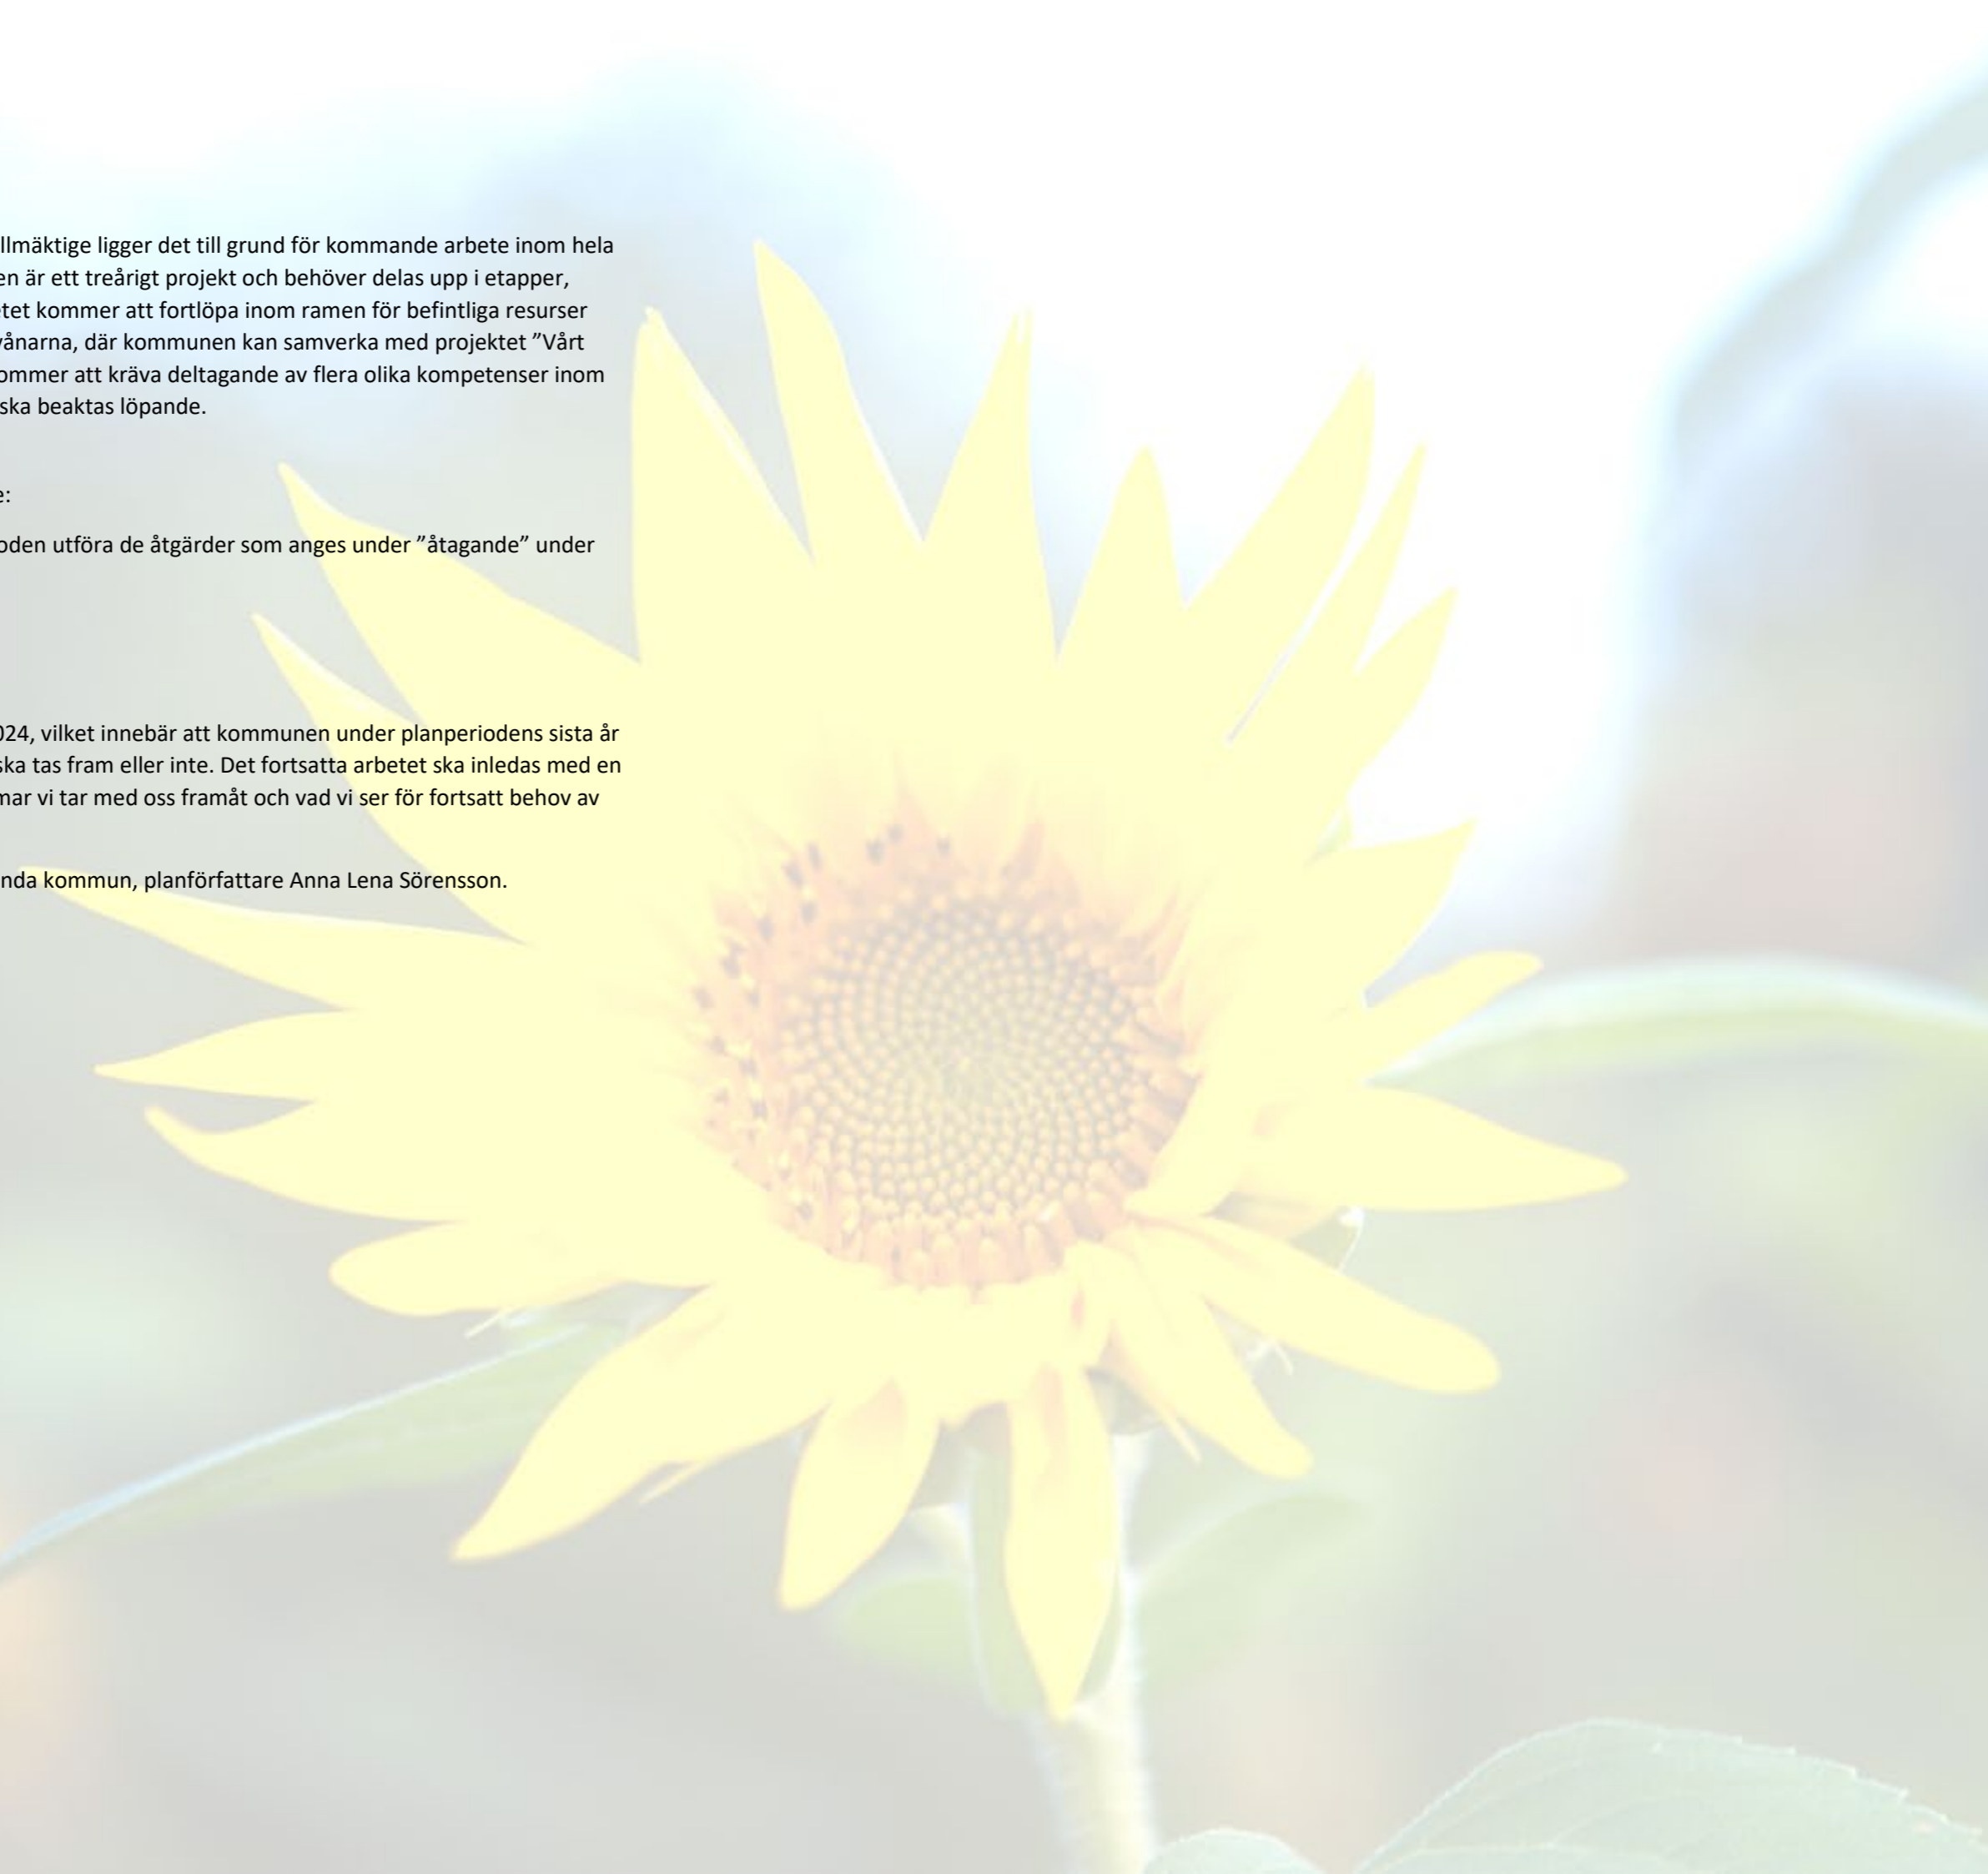 llmäktige ligger det till grund för kommande arbete inom hela
en är ett treårigt projekt och behöver delas upp i etapper,
etet kommer att fortlöpa inom ramen för befintliga resurser
vånarna, där kommunen kan samverka med projektet ”Vårt
ommer att kräva deltagande av flera olika kompetenser inom
ska beaktas löpande.
e:
oden utföra de åtgärder som anges under ”åtagande” under
024, vilket innebär att kommunen under planperiodens sista år
ska tas fram eller inte. Det fortsatta arbetet ska inledas med en
mar vi tar med oss framåt och vad vi ser för fortsatt behov av
nda kommun, planförfattare Anna Lena Sörensson.